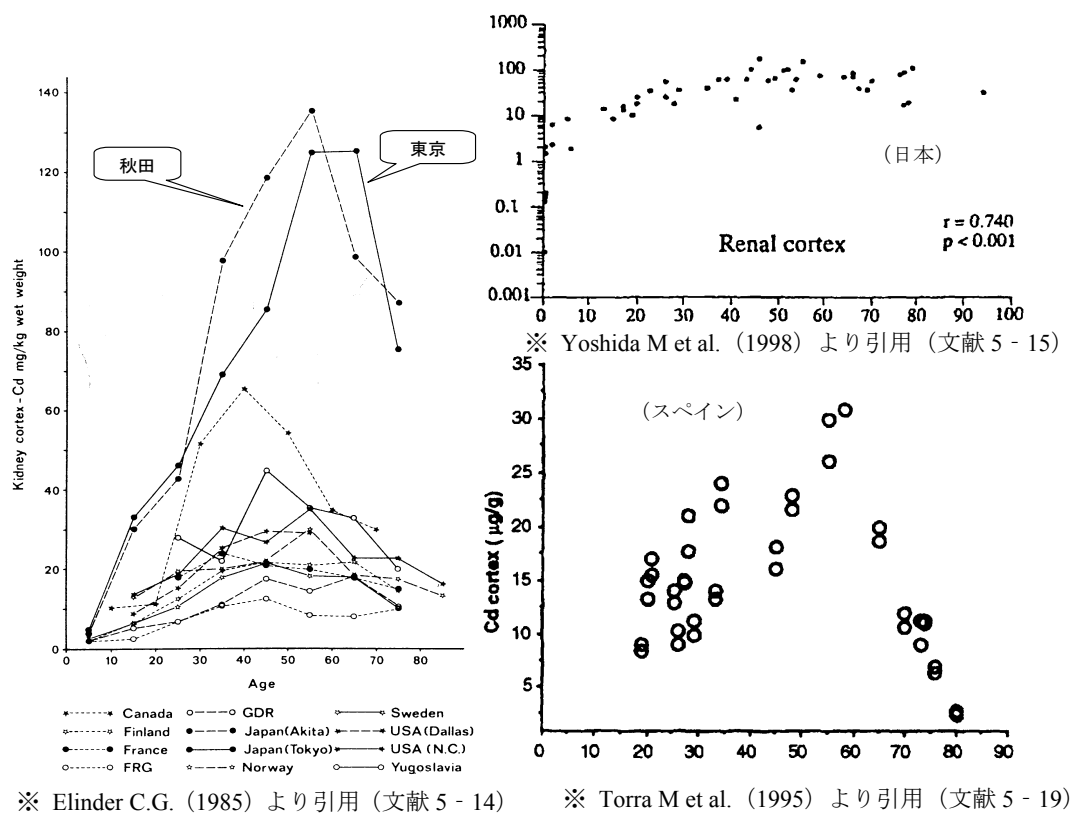 140
120
100
80
60
40
20
0
Kidney cortex - Cd mg/kg wet weight
秋田
東京
0 10 20 30 40 50 60 70 80
Age
Canada GDR Sweden
Finland Japan(Akita) USA(Dallas)
France Japan(Tokyo) USA(N.C.)
FRG Norway Yugoslavia
※ Elinder C.G.（1985）より引用（文献 5 - 14）
1000
100
10
1
0.1
0.01
0.001
（日本）
r = 0.740
p < 0.001
Renal cortex
0 10 20 30 40 50 60 70 80 90 100
※ Yoshida M et al.（1998）より引用（文献 5 - 15）
35
30
25
20
15
10
5
Cd cortex ( μg/g)
（スペイン）
0 10 20 30 40 50 60 70 80 90
※ Torra M et al.（1995）より引用（文献 5 - 19）